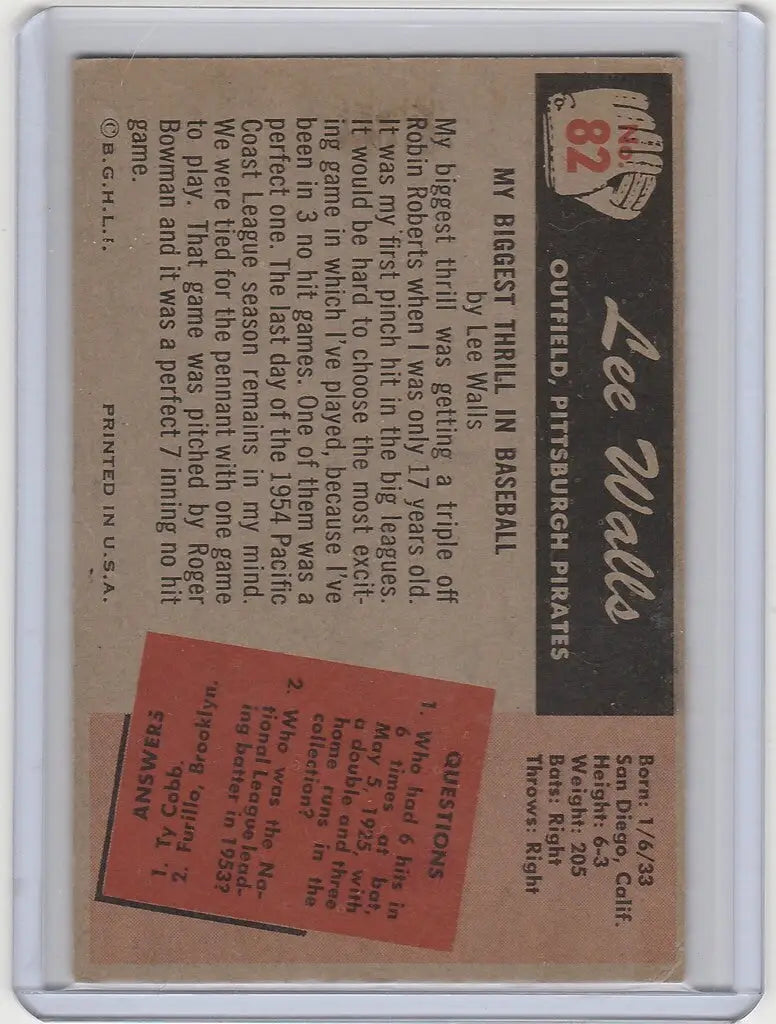 No.
82
Lee Walls
OUTFIELD, PITTSBURGH PIRATES
Born: 1/6/33
San Diego, Calif.
Height: 6-3
Weight: 205
Bats: Right
Throws: Right
MY BIGGEST THRILL IN BASEBALL
by Lee Walls
My biggest thrill was getting a triple off
Robin Roberts when I was only 17 years old.
It was my first pinch hit in the big leagues.
It would be hard to choose the most excit-
ing game in which I've played, because I've
been in 3 no hit games. One of them was a
perfect one. The last day of the 1954 Pacific
Coast League season remains in my mind.
We were tied for the pennant with one game
to play. That game was pitched by Roger
Bowman and it was a perfect 7 inning no hit
game.
©B.G.H.L.I.
PRINTED IN U.S.A.
QUESTIONS
1. Who had 6 hits in
6 times at bat,
May 5, 1925, with
a double and three
home runs in the
collection?
2. Who was the Na-
tional League lead-
ing batter in 1953?
ANSWERS
1. Ty Cobb.
2. Furillo, Brooklyn.